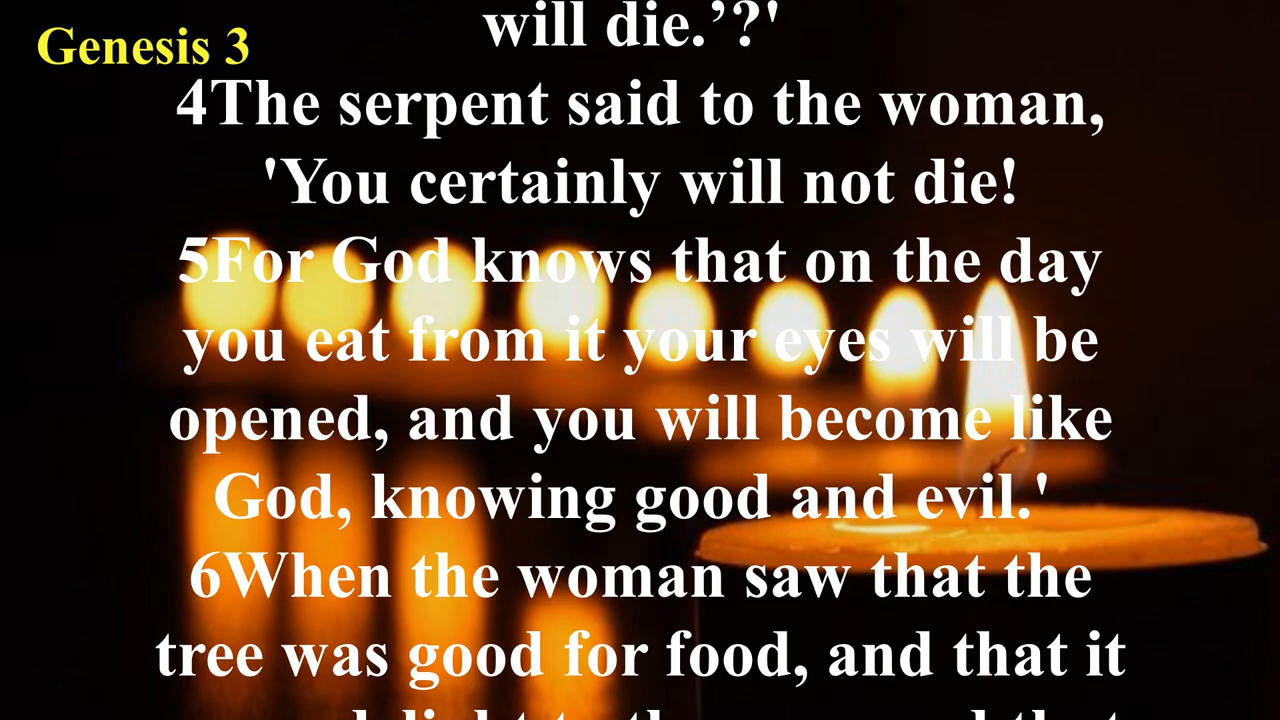 Genesis 3
will die.’?'
4The serpent said to the woman,
'You certainly will not die!
5For God knows that on the day
you eat from it your eyes will be
opened, and you will become like
God, knowing good and evil.'
6When the woman saw that the
tree was good for food, and that it